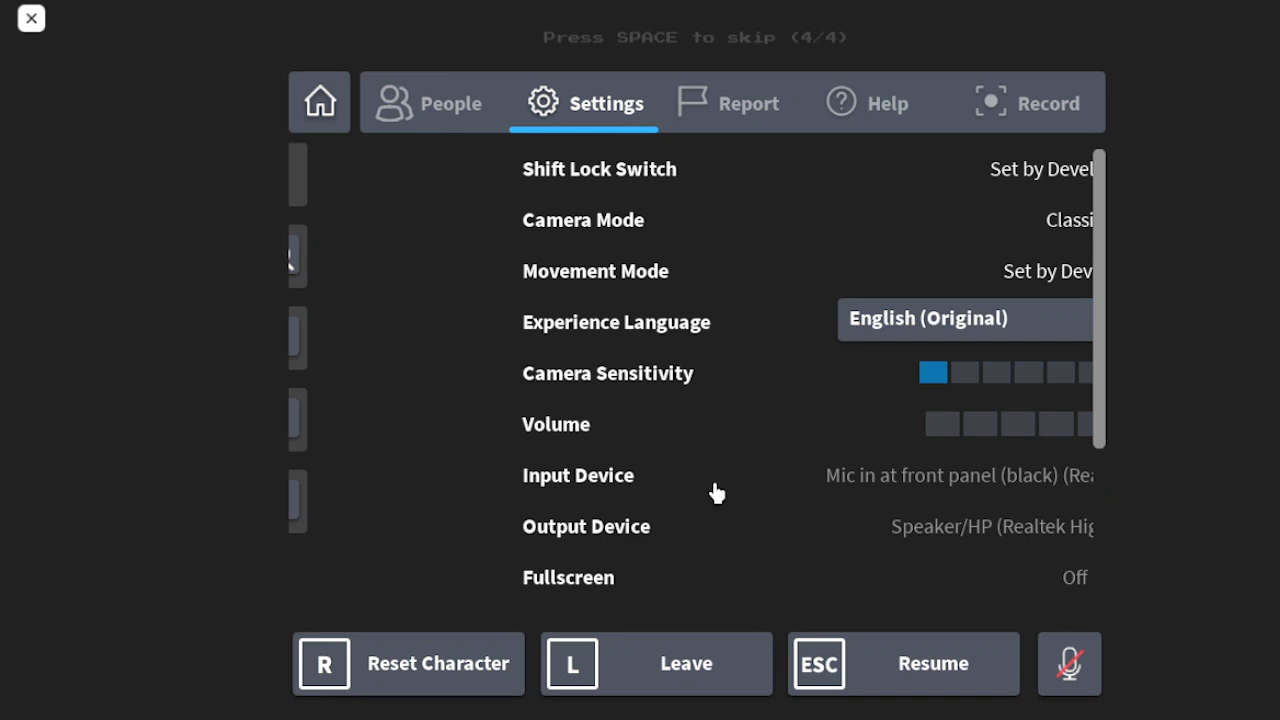 Press SPACE to skip (4/4)
People
Settings
Report
Help
Record
Shift Lock Switch
Set by Devel
Camera Mode
Classi
Movement Mode
Set by Dev
Experience Language
English (Original)
Camera Sensitivity
Volume
Input Device
Mic in at front panel (black) (Rea
Output Device
Speaker/HP (Realtek Hig
Fullscreen
Off
R
Reset Character
L
Leave
ESC
Resume